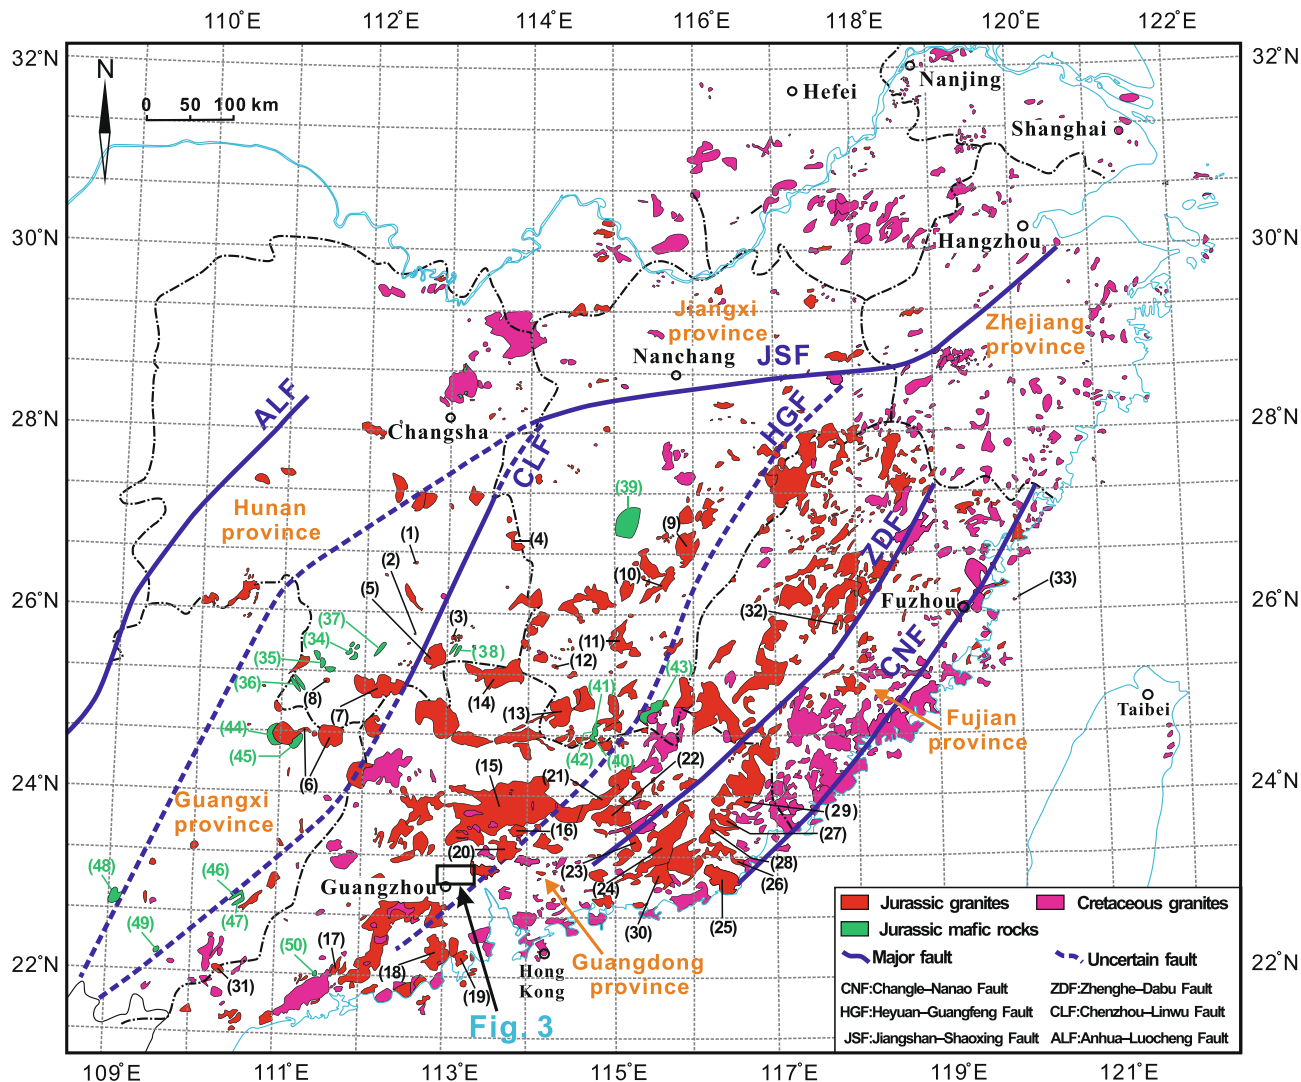 110°E 112°E 114°E 116°E 118°E 120°E 122°E
32°N 32°N
N
0 50 100 km
Hefei
Nanjing
Shanghai
30°N 30°N
Hangzhou
Jiangxi
province
Zhejiang
province
Nanchang
JSF
ALF
HGF
28°N 28°N
Changsha
CLF
(39)
Hunan
province
(9)
(1)
(4)
ZDF
(2)
(10)
(5)
(33)
26°N 26°N
Fuzhou
(32)
(37)
(3)
(34)
(11)
(38)
CNF
(35)
(12)
(43)
(36)
(41)
(8)
(14)
Taibei
(7)
(13)
Fujian
province
(44)
(45)
(42)
(40)
(22)
(6)
(15)
(21)
24°N 24°N
Guangxi
province
(29)
(16)
(27)
(20)
(28)
(48)
(46)
(23)
(26)
Guangzhou
(24)
(47)
(49)
(30)
(25)
(17)
(50)
22°N 22°N
(18)
Guangdong
province
Hong
Kong
(31)
(19)
Fig. 3
Jurassic granites Cretaceous granites
Jurassic mafic rocks
Major fault Uncertain fault
CNF:Changle–Nanao Fault ZDF:Zhenghe–Dabu Fault
HGF:Heyuan–Guangfeng Fault CLF:Chenzhou–Linwu Fault
JSF:Jiangshan–Shaoxing Fault ALF:Anhua–Luocheng Fault
109°E 111°E 113°E 115°E 117°E 119°E 121°E